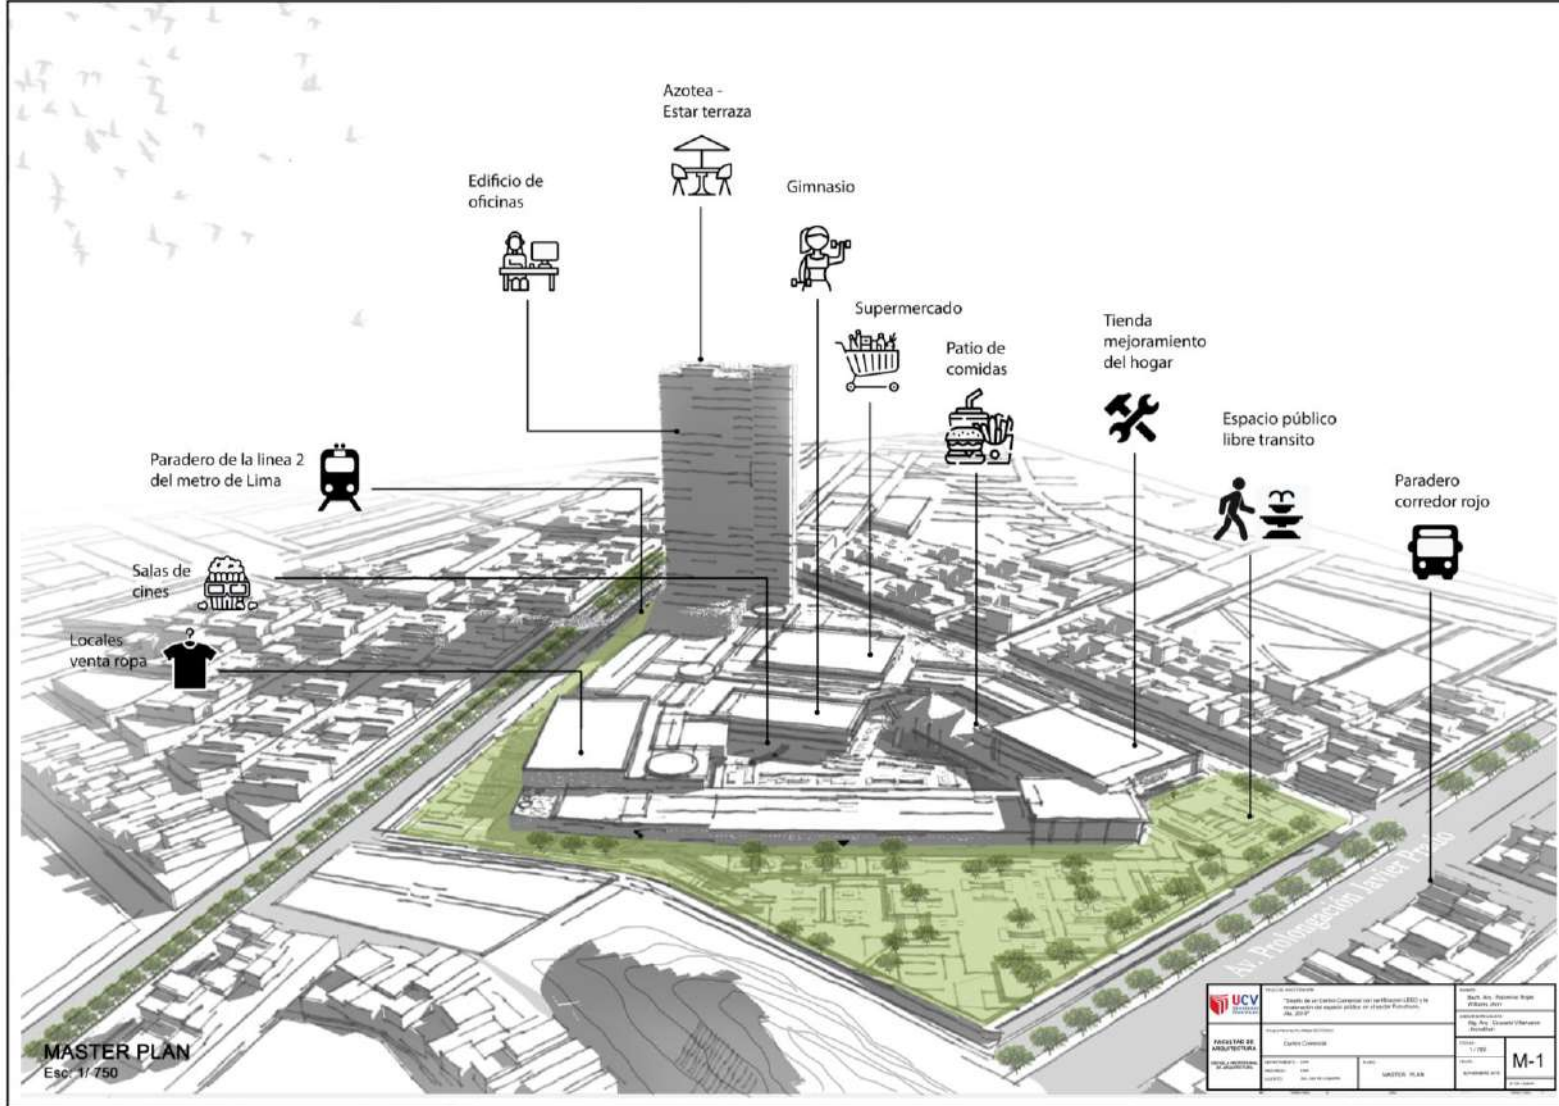 Azotea -
Estar terraza
Edificio de
oficinas
Gimnasio
Supermercado
Patio de
comidas
Tienda
mejoramiento
del hogar
Espacio público
libre transito
Paradero
corredor rojo
Paradero de la linea 2
del metro de Lima
Salas de
cines
Locales
venta ropa
Av. Prolongación Javier Prado
MASTER PLAN
Esc: 1/ 750
UCV
FACULTAD DE
ARQUITECTURA
Centro Comercial
MASTER PLAN
M-1